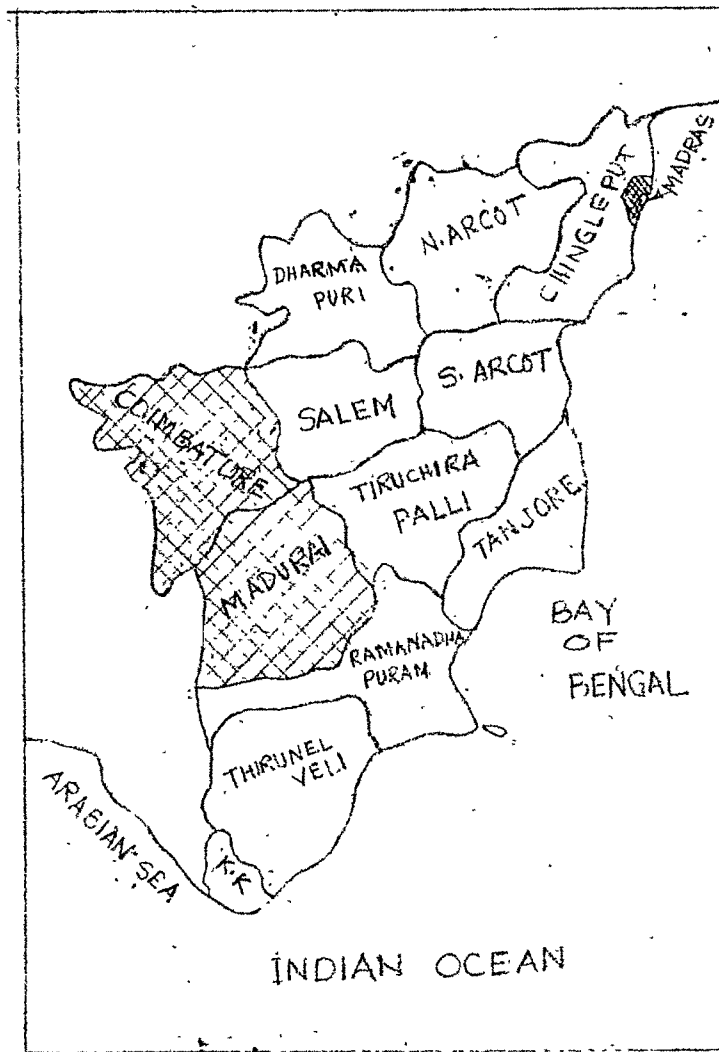 MADRAS
CHINGLEPUT
N. ARCOT
DHARMA
PURI
S. ARCOT
COIMBATORE
SALEM
TIRUCHIRA
PALLI
TANJORE
MADURAI
BAY
OF
BENGAL
RAMANADHA
PURAM
THIRUNEL
VELI
ARABIAN SEA
K.K
INDIAN OCEAN